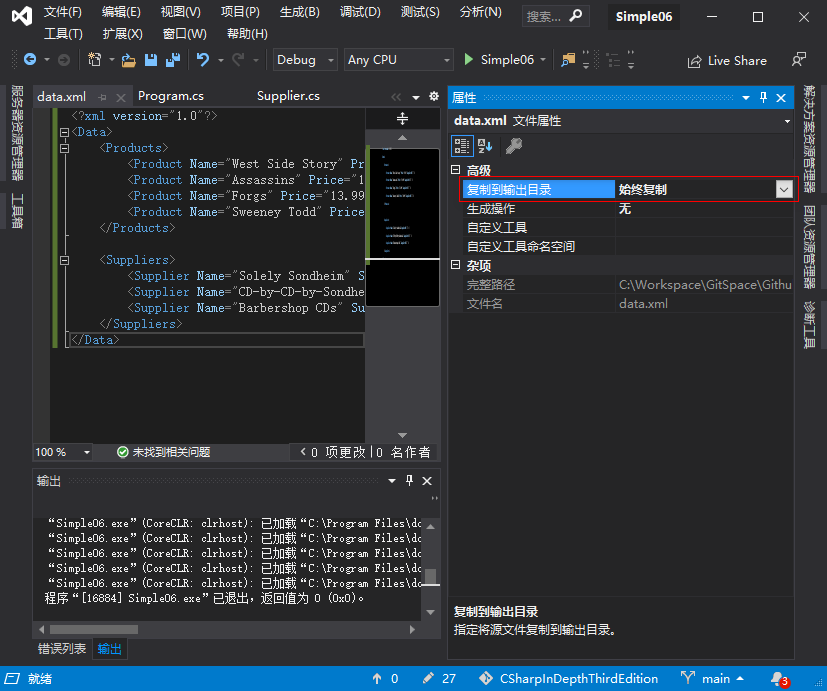 文件(F) 编辑(E) 视图(V) 项目(P) 生成(B) 调试(D) 测试(S) 分析(N) 搜索... Simple06
工具(T) 扩展(X) 窗口(W) 帮助(H)
Debug Any CPU Simple06 Live Share
服务器资源管理器
工具箱
data.xml Program.cs Supplier.cs
<?xml version="1.0"?>
<Data>
<Products>
<Product Name="West Side Story" Pr
<Product Name="Assassins" Price="1
<Product Name="Forgs" Price="13.99
<Product Name="Sweeney Todd" Price
</Products>
<Suppliers>
<Supplier Name="Solely Sondheim" S
<Supplier Name="CD-by-CD-by-Sondhe
<Supplier Name="Barbershop CDs" Su
</Suppliers>
</Data>
100 % 未找到相关问题 0 项更改|0 名作者
输出
“Simple06.exe”(CoreCLR: clrhost): 已加载“C:\Program Files\do
“Simple06.exe”(CoreCLR: clrhost): 已加载“C:\Program Files\do
“Simple06.exe”(CoreCLR: clrhost): 已加载“C:\Program Files\do
“Simple06.exe”(CoreCLR: clrhost): 已加载“C:\Program Files\do
“Simple06.exe”(CoreCLR: clrhost): 已加载“C:\Program Files\do
程序“[16884] Simple06.exe”已退出，返回值为 0 (0x0)。
错误列表 输出
属性
data.xml 文件属性
高级
复制到输出目录 始终复制
生成操作 无
自定义工具
自定义工具命名空间
杂项
完整路径 C:\Workspace\GitSpace\Githu
文件名 data.xml
复制到输出目录
指定将源文件复制到输出目录。
解决方案资源管理器
团队资源管理器
诊断工具
就绪 0 27 CSharpInDepthThirdEdition main 3